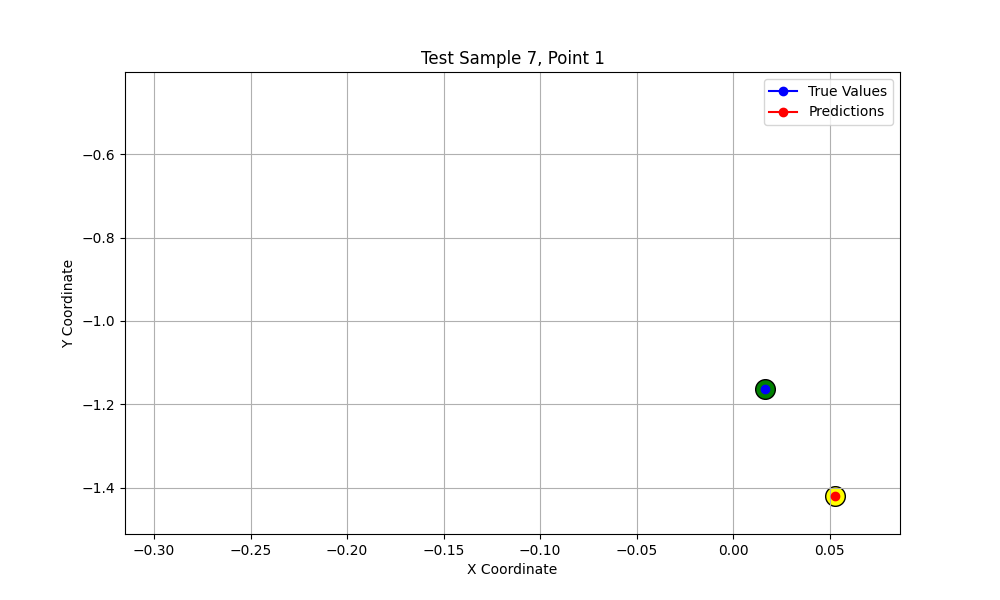 Test Sample 7, Point 1
True Values
Predictions
Y Coordinate
−0.6
−0.8
−1.0
−1.2
−1.4
−0.30
−0.25
−0.20
−0.15
−0.10
−0.05
0.00
0.05
X Coordinate